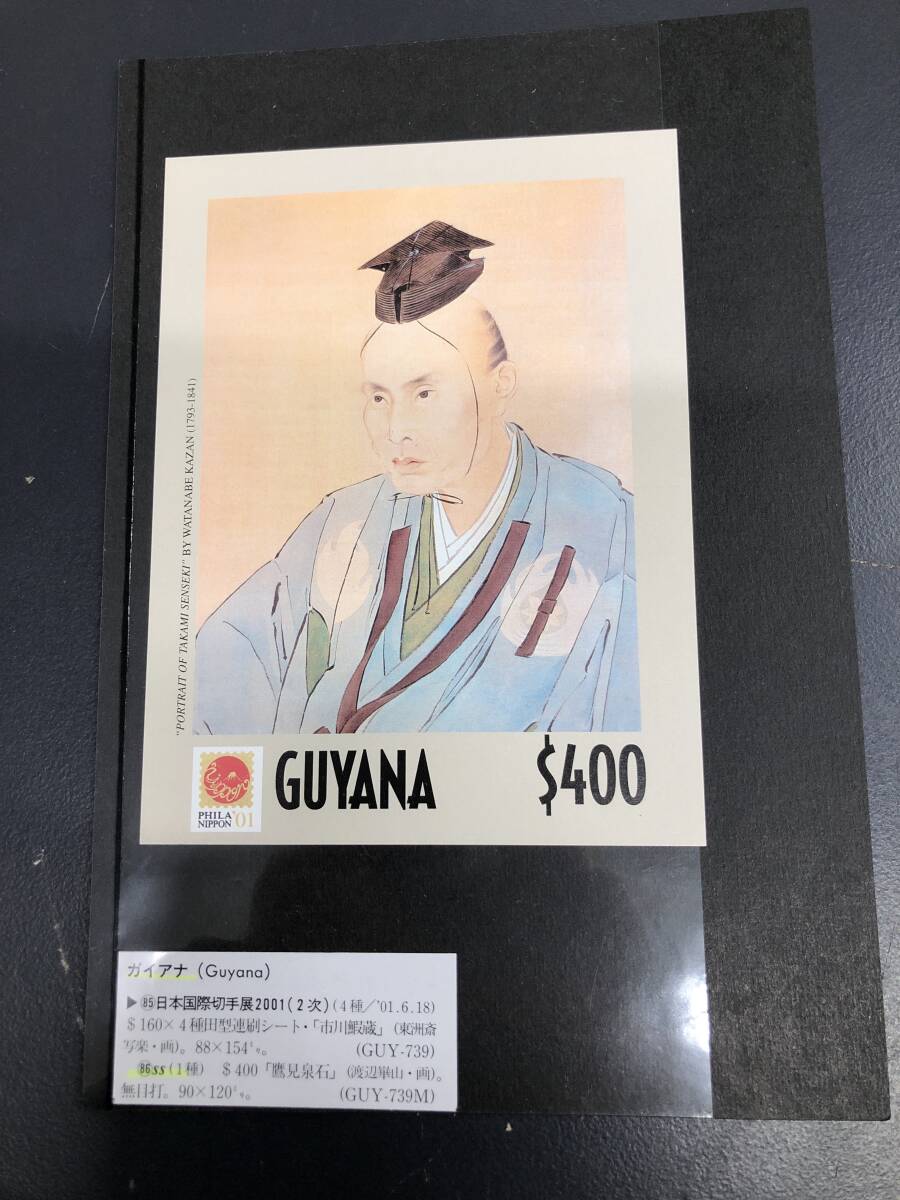 "PORTRAIT OF TAKAMI SENSEKI" BY WATANABE KAZAN (1793-1841)
Nippon
PHILA
NIPPON '01
GUYANA $400
ガイアナ (Guyana)
▶㊺日本国際切手展2001(2次)(4種/'01.6.18)
$160×4種田型連刷シート・「市川鰕蔵」(東洲斎
写楽・画)。88×154㍉。 (GUY-739)
ss(1種) $400「鷹見泉石」(渡辺崋山・画)。
無目打。90×120㍉。 (GUY-739M)